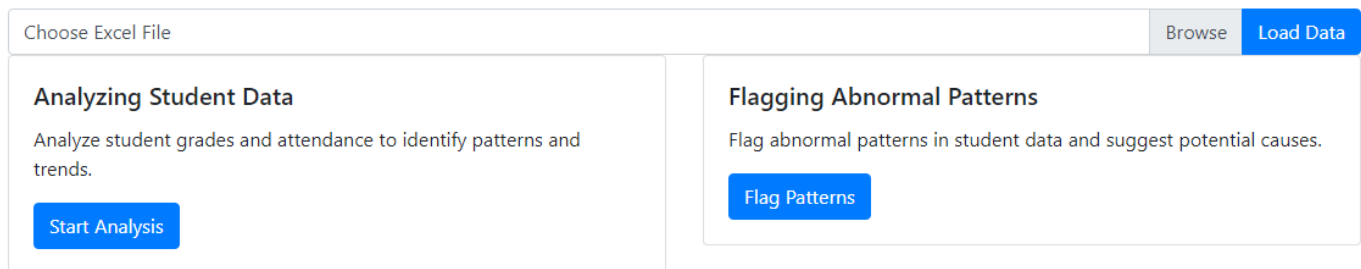 Choose Excel File
Browse
Load Data
Analyzing Student Data
Analyze student grades and attendance to identify patterns and
trends.
Start Analysis
Flagging Abnormal Patterns
Flag abnormal patterns in student data and suggest potential causes.
Flag Patterns